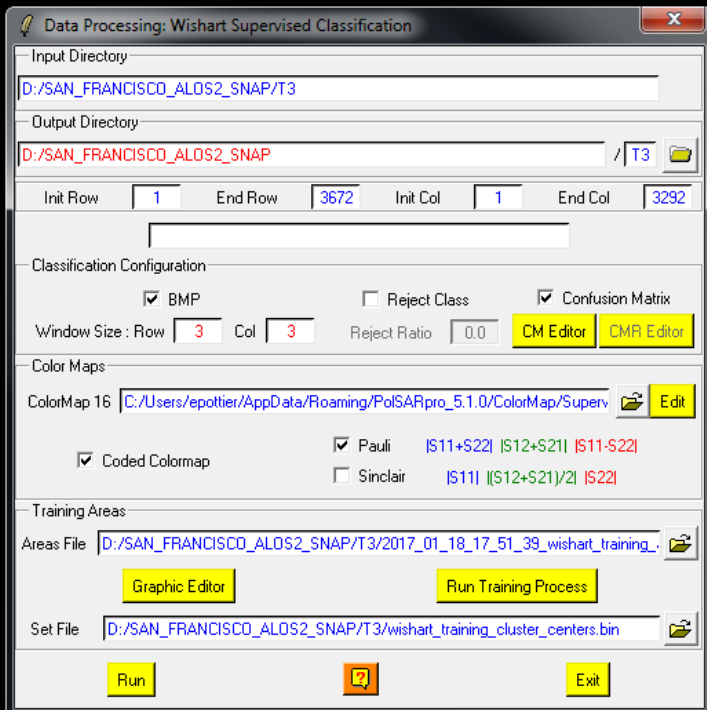 Data Processing: Wishart Supervised Classification
Input Directory
D:/SAN_FRANCISCO_ALOS2_SNAP/T3
Output Directory
D:/SAN_FRANCISCO_ALOS2_SNAP / T3
Init Row 1 End Row 3672 Init Col 1 End Col 3292
Classification Configuration
BMP Reject Class Confusion Matrix
Window Size : Row 3 Col 3 Reject Ratio 0.0 CM Editor CMR Editor
Color Maps
ColorMap 16 C:/Users/epottier/AppData/Roaming/PolSARpro_5.1.0/ColorMap/Superv Edit
Pauli |S11+S22| |S12+S21| |S11-S22|
Coded Colormap
Sinclair |S11| |(S12+S21)/2| |S22|
Training Areas
Areas File D:/SAN_FRANCISCO_ALOS2_SNAP/T3/2017_01_18_17_51_39_wishart_training_
Graphic Editor Run Training Process
Set File D:/SAN_FRANCISCO_ALOS2_SNAP/T3/wishart_training_cluster_centers.bin
Run ? Exit